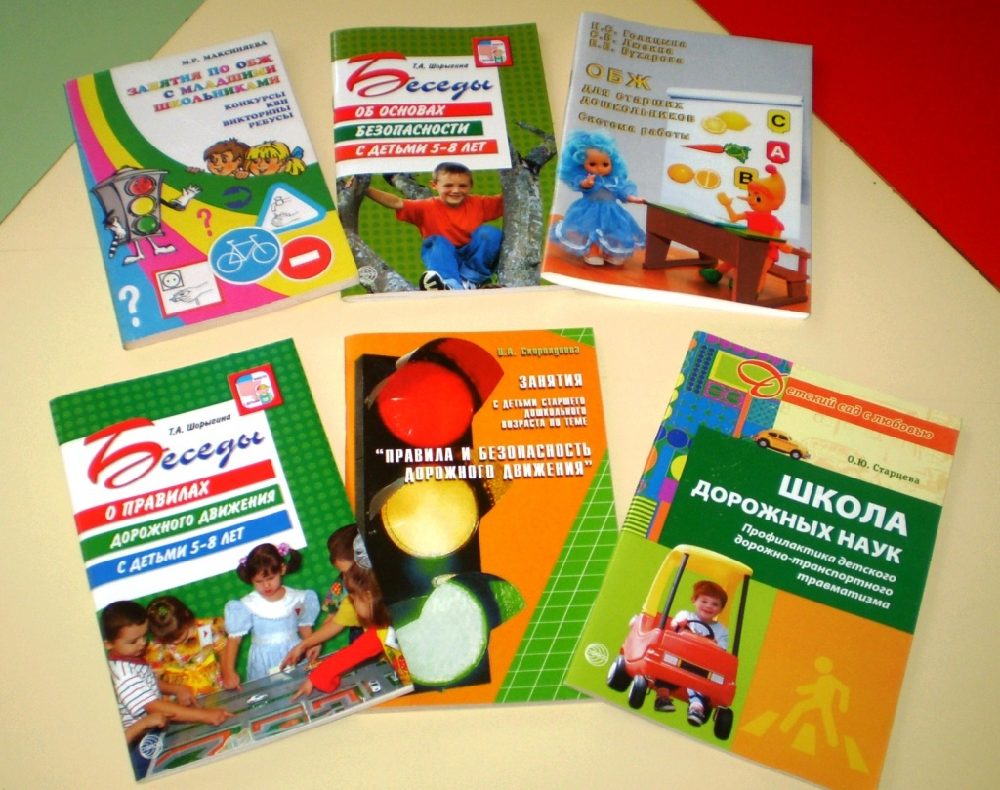 М.Р. МАКСИНЯЕВА
ЗАНЯТИЯ ПО ОБЖ
С МЛАДШИМИ
ШКОЛЬНИКАМИ
КОНКУРСЫ
КВН
ВИКТОРИНЫ
РЕБУСЫ
?
?
Т.А. Шорыгина
Беседы
ОБ ОСНОВАХ
БЕЗОПАСНОСТИ
С ДЕТЬМИ 5-8 ЛЕТ
Н.С. Голицына
С.В. Люзина
Е.Е. Бухарова
ОБЖ
для старших
дошкольников
Система работы
C
A
B
Т.А. Шорыгина
Беседы
О ПРАВИЛАХ
ДОРОЖНОГО ДВИЖЕНИЯ
С ДЕТЬМИ 5-8 ЛЕТ
ЗАНЯТИЯ
С ДЕТЬМИ СТАРШЕГО
ДОШКОЛЬНОГО
ВОЗРАСТА ПО ТЕМЕ
"ПРАВИЛА И БЕЗОПАСНОСТЬ
ДОРОЖНОГО ДВИЖЕНИЯ"
Детский сад с любовью
О.Ю. Старцева
ШКОЛА
ДОРОЖНЫХ НАУК
Профилактика детского
дорожно-транспортного
травматизма